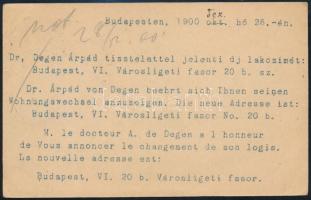 Dez.
Budapesten, 1900 okt. hó 26.-án.
Dr. Degen Árpád tisztelettel jelenti új lakcimét:
Budapest, VI. Városligeti fasor 20 b. sz.
Dr. Árpád von Degen beehrt sich Ihnen seinen
Wohnungswechsel anzuzeigen. Die neue Adresse ist:
Budapest, VI. Városligeti fasor No. 20 b.
M. le docteur A. de Degen a l honneur
de Vous annoncer le changement de son logis.
La nouvelle adresse est:
Budapest, VI. 20 b. Városligeti fasor.